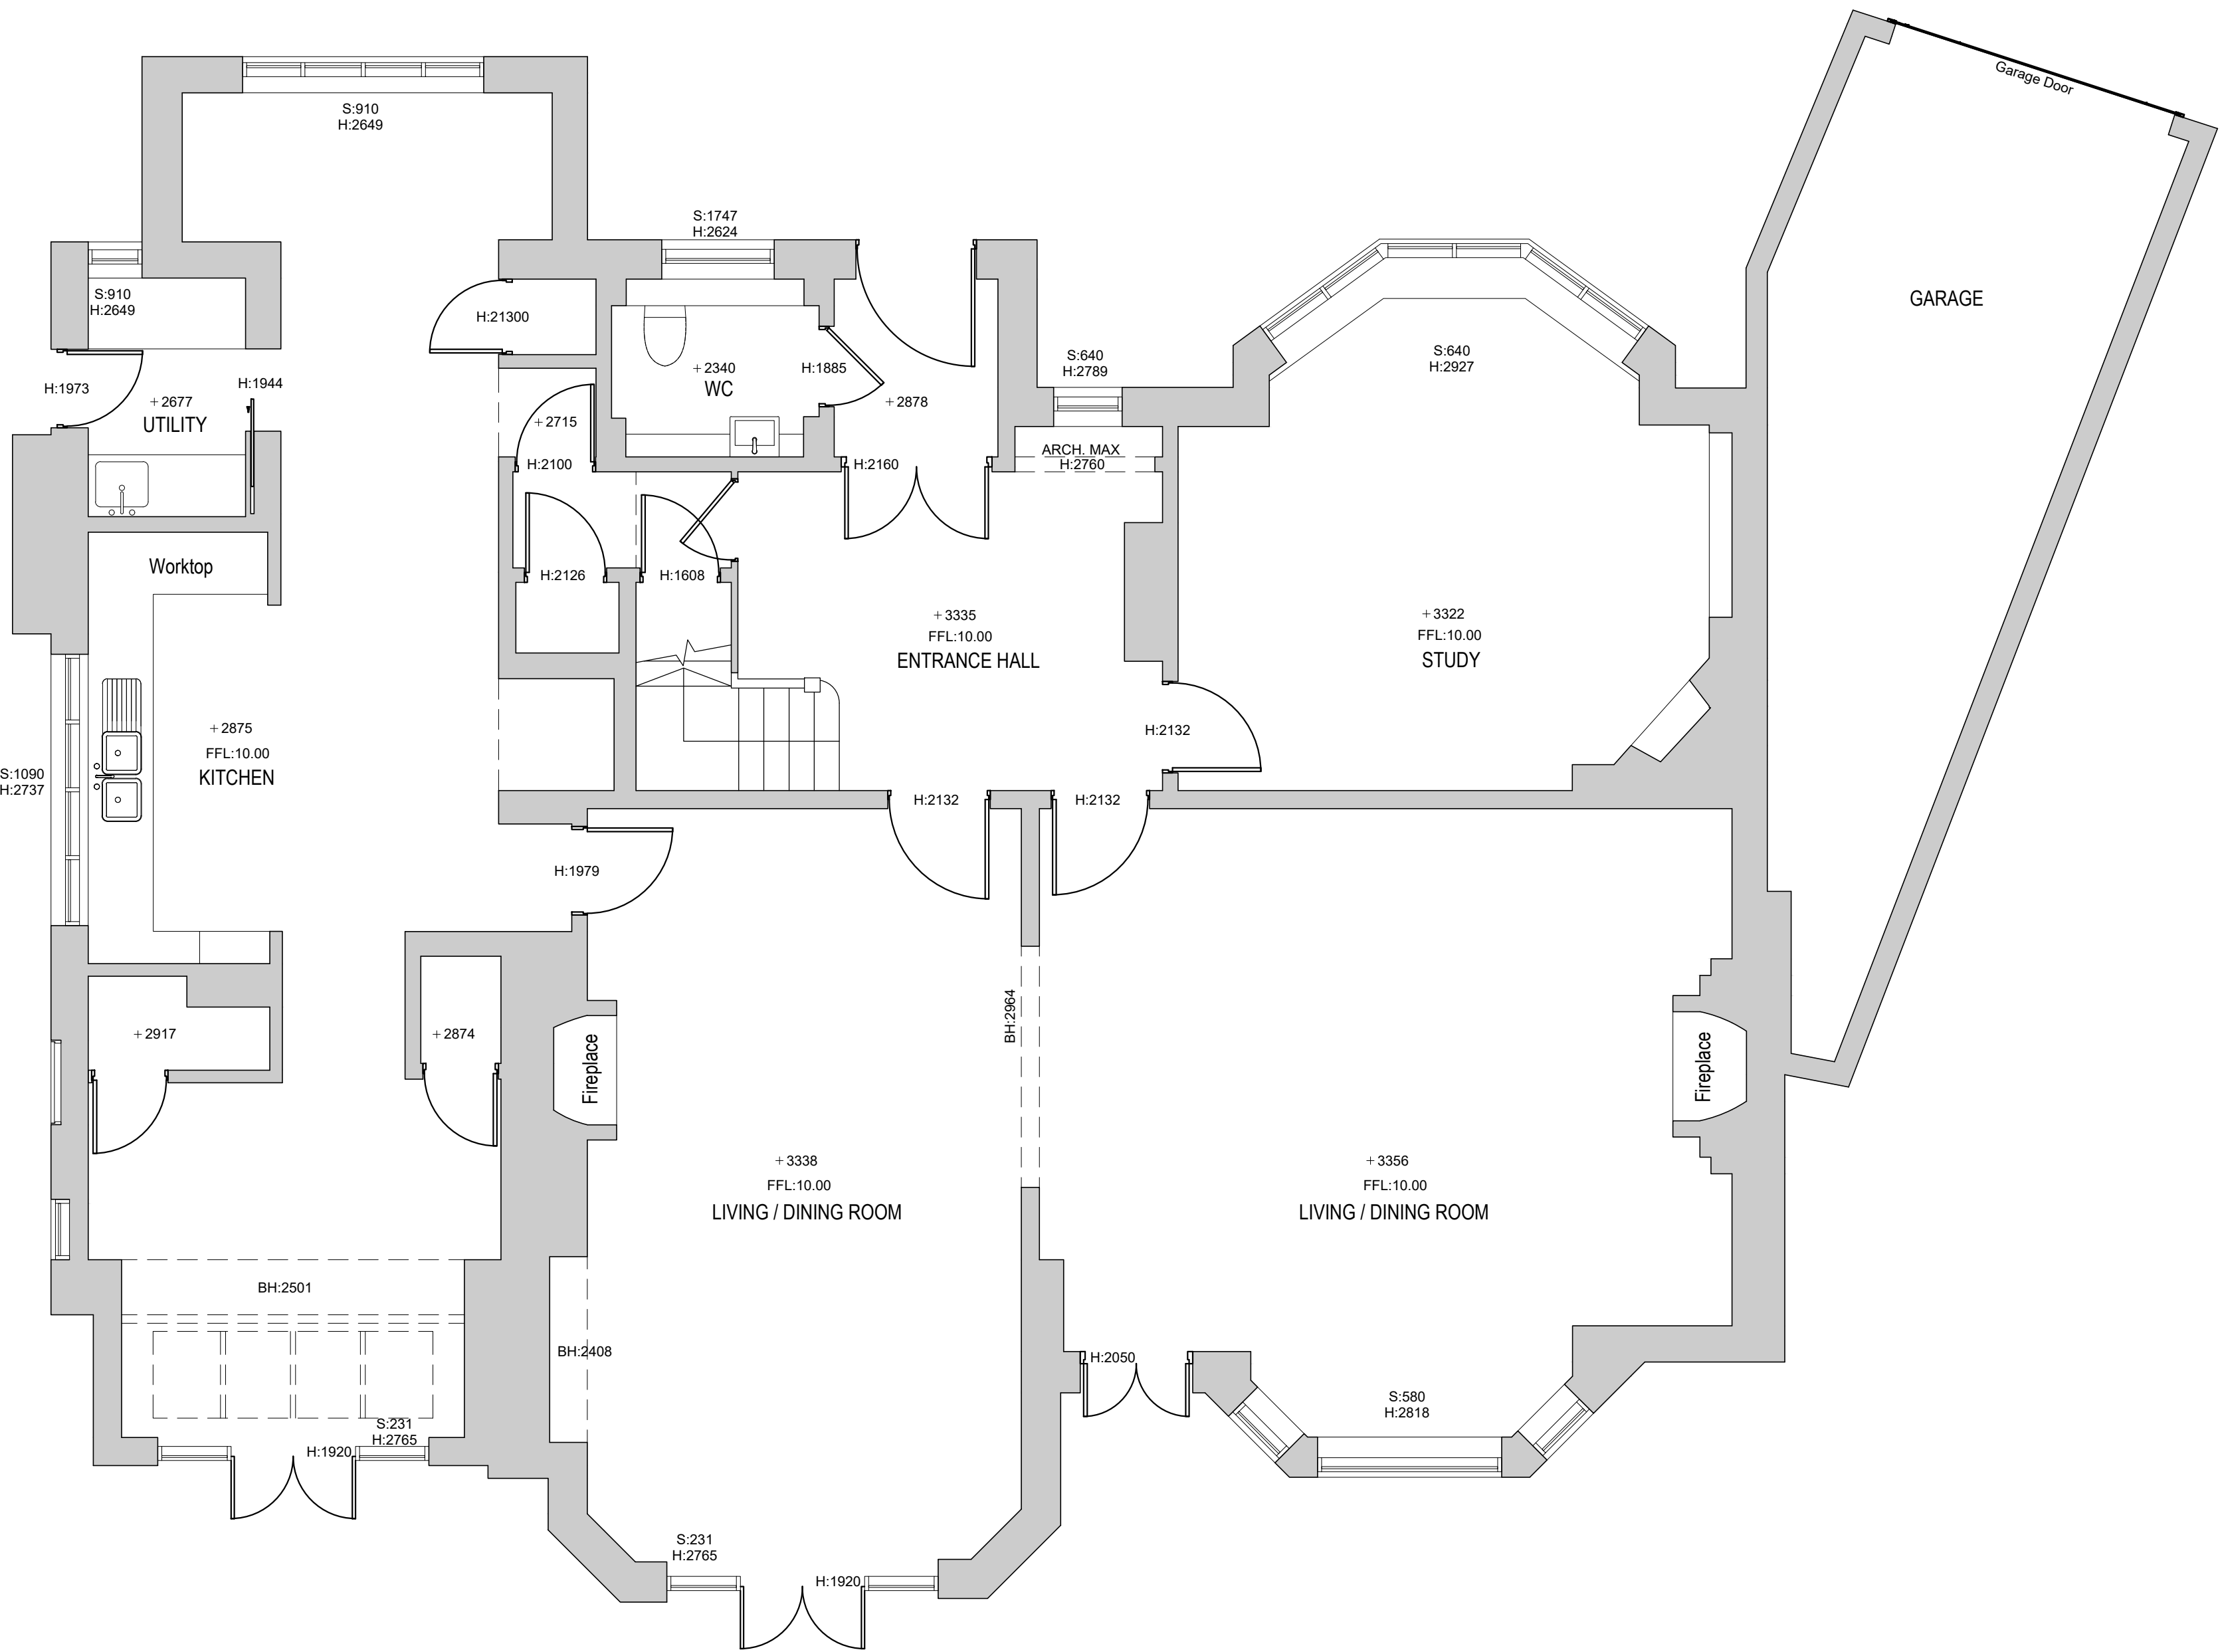 Garage Door
S:910
H:2649
S:1747
H:2624
S:910
H:2649
GARAGE
H:21300
S:640
H:2789
S:640
H:2927
+2340
WC
H:1885
H:1973
H:1944
+2677
UTILITY
+2878
+2715
ARCH. MAX
H:2760
H:2100
H:2160
Worktop
H:2126
H:1608
+3335
FFL:10.00
ENTRANCE HALL
+3322
FFL:10.00
STUDY
+2875
FFL:10.00
KITCHEN
H:2132
S:1090
H:2737
H:2132
H:2132
H:1979
BH:2964
+2917
+2874
Fireplace
Fireplace
+3338
FFL:10.00
LIVING / DINING ROOM
+3356
FFL:10.00
LIVING / DINING ROOM
BH:2501
BH:2408
H:2050
S:580
H:2818
S:231
H:2765
H:1920
S:231
H:2765
H:1920